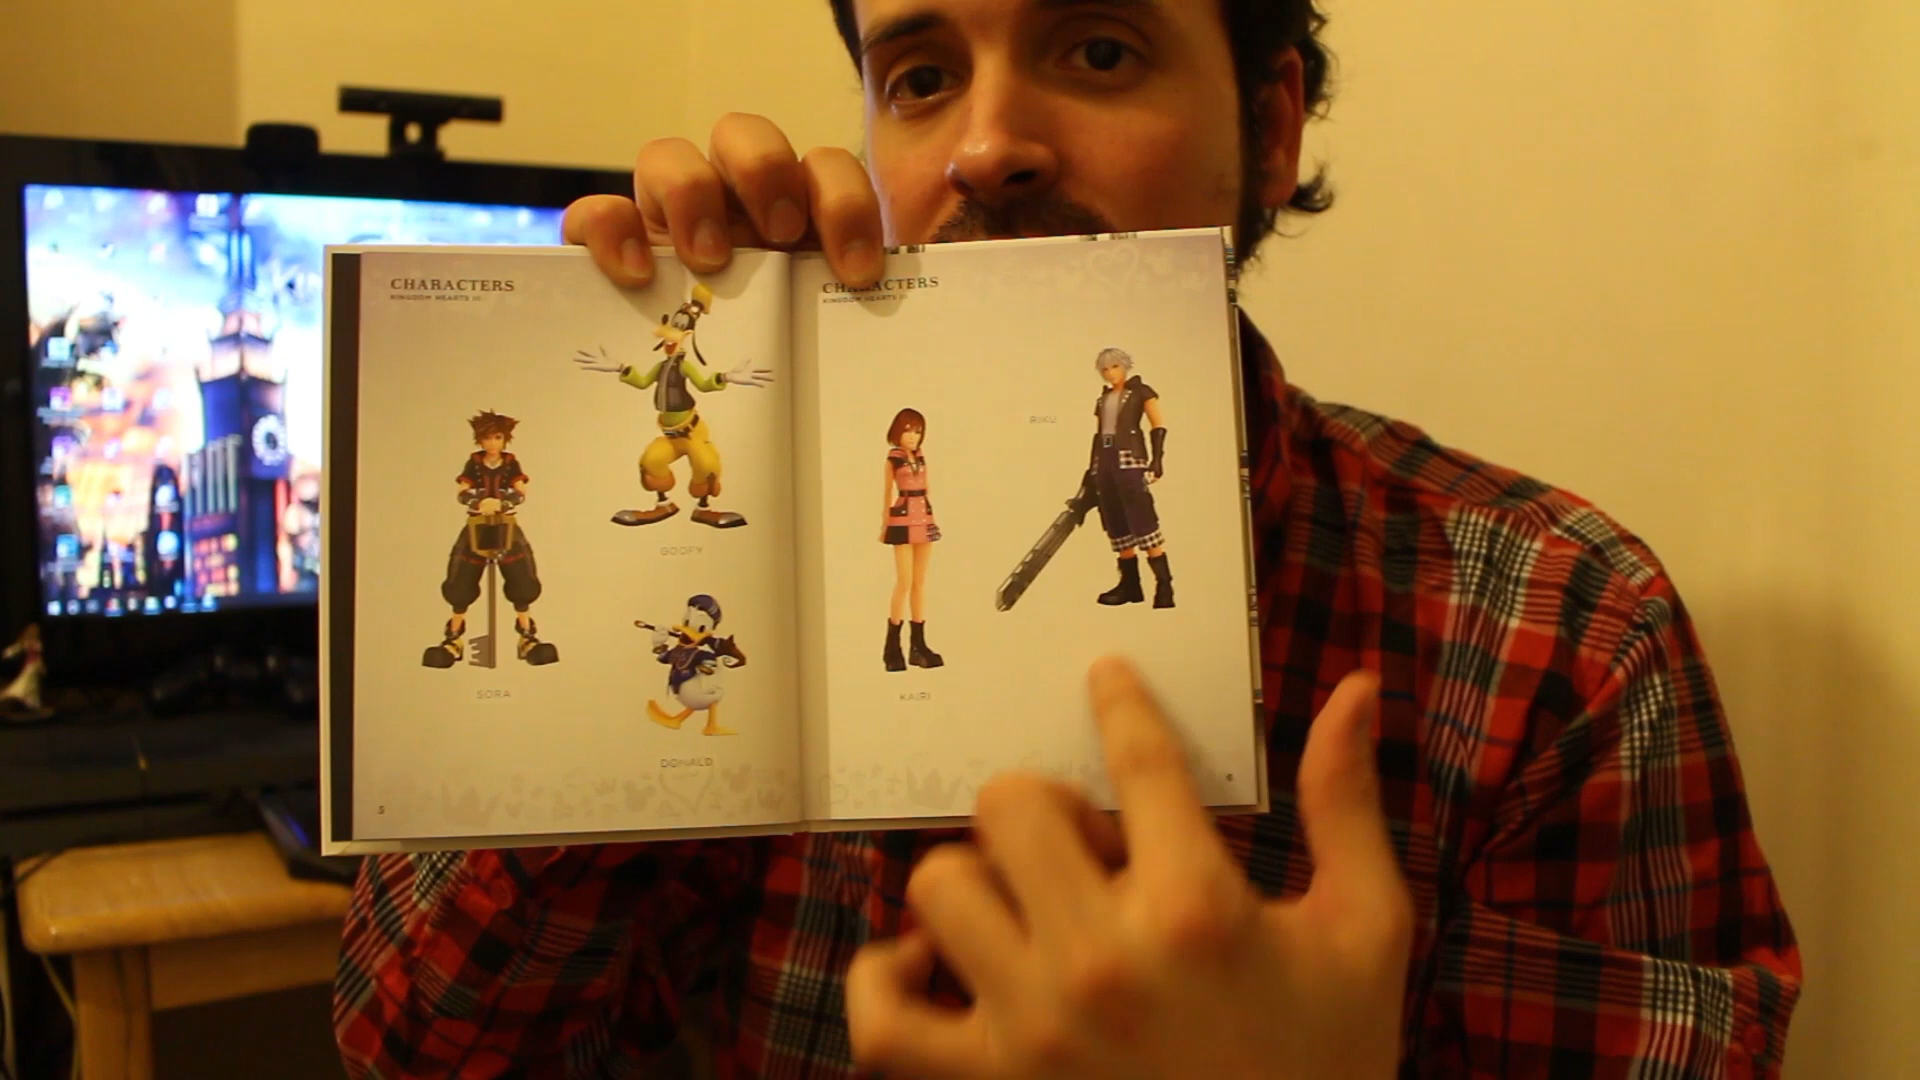 CHARACTERS
KINGDOM HEARTS III
GOOFY
SORA
DONALD
5
CHARACTERS
KINGDOM HEARTS III
RIKU
KAIRI
6